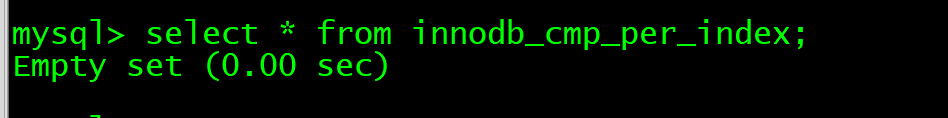 mysql> select * from innodb_cmp_per_index;
Empty set (0.00 sec)